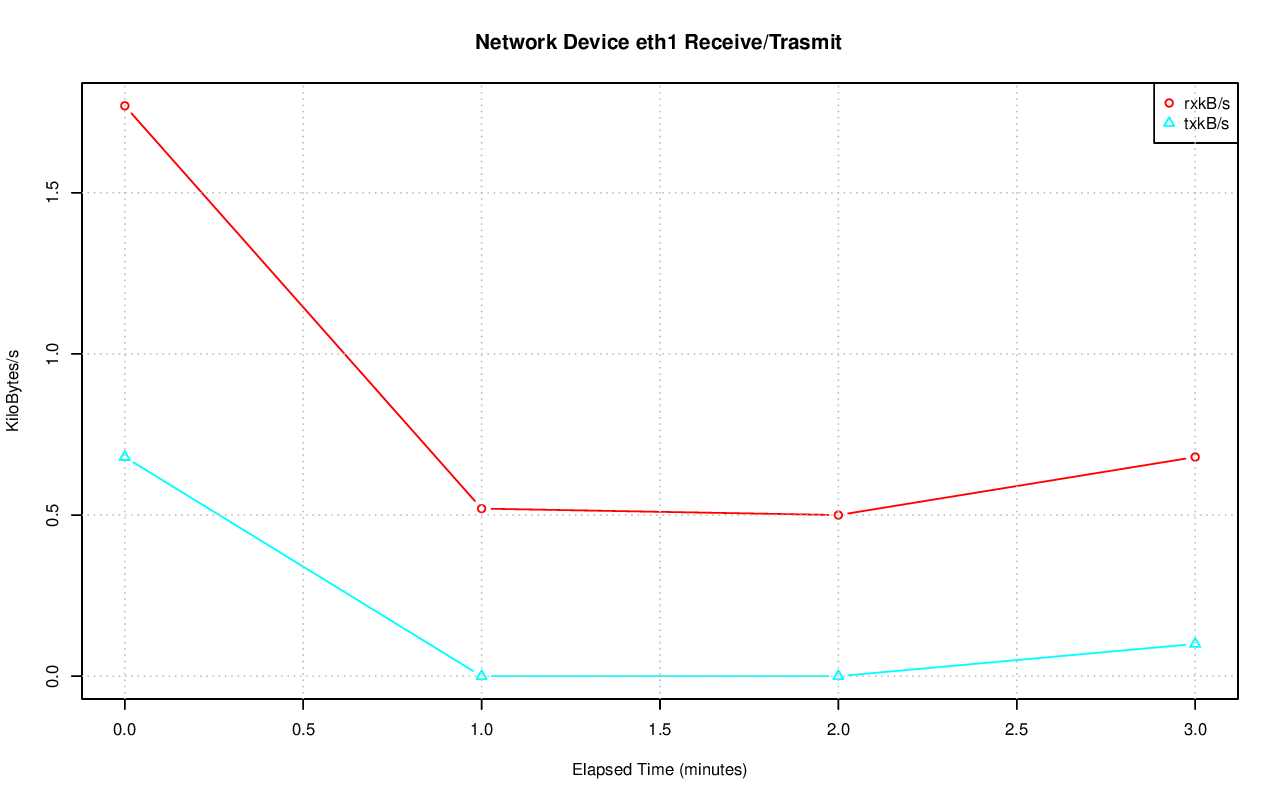 Network Device eth1 Receive/Trasmit
rxkB/s
txkB/s
KiloBytes/s
1.5
1.0
0.5
0.0
0.0 0.5 1.0 1.5 2.0 2.5 3.0
Elapsed Time (minutes)